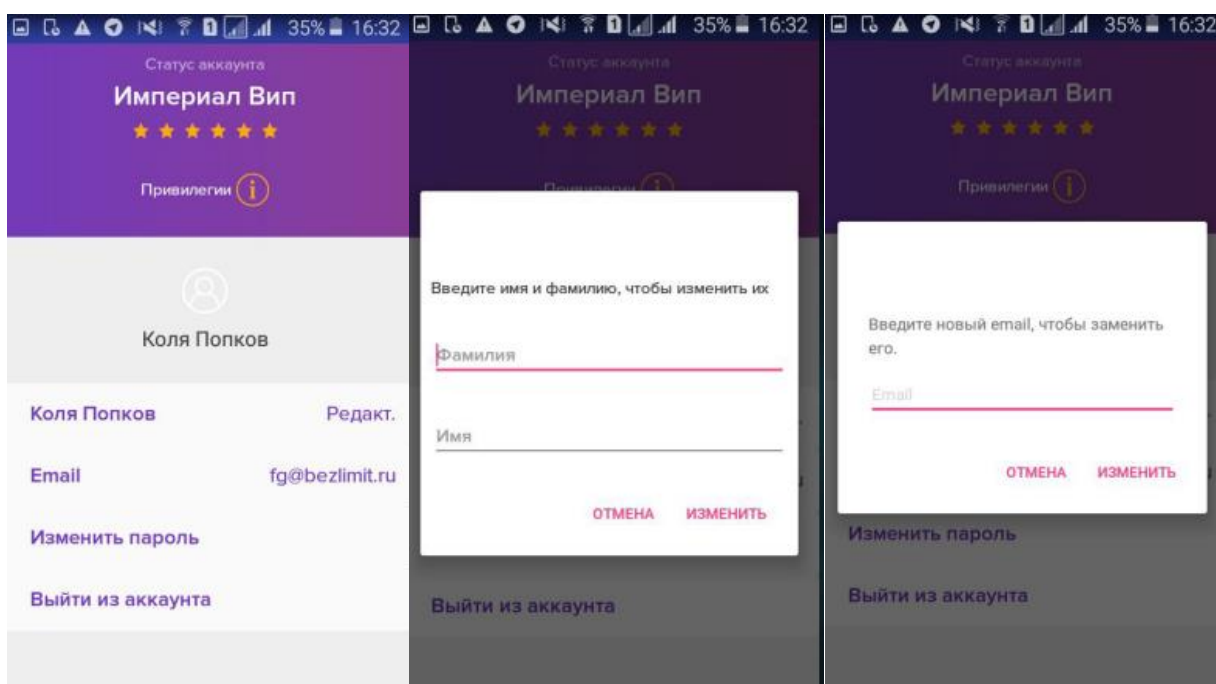 35% 16:32
Статус аккаунта
Империал Вип
Привилегии i
Коля Попков
Коля Попков Редакт.
Email fg@bezlimit.ru
Изменить пароль
Выйти из аккаунта
1 35% 16:32
Статус аккаунта
Империал Вип
Привилегии i
Введите имя и фамилию, чтобы изменить их
Фамилия
Имя
ОТМЕНА ИЗМЕНИТЬ
Выйти из аккаунта
1 35% 16:32
Статус аккаунта
Империал Вип
Привилегии i
Введите новый email, чтобы заменить
его.
Email
ОТМЕНА ИЗМЕНИТЬ
Изменить пароль
Выйти из аккаунта